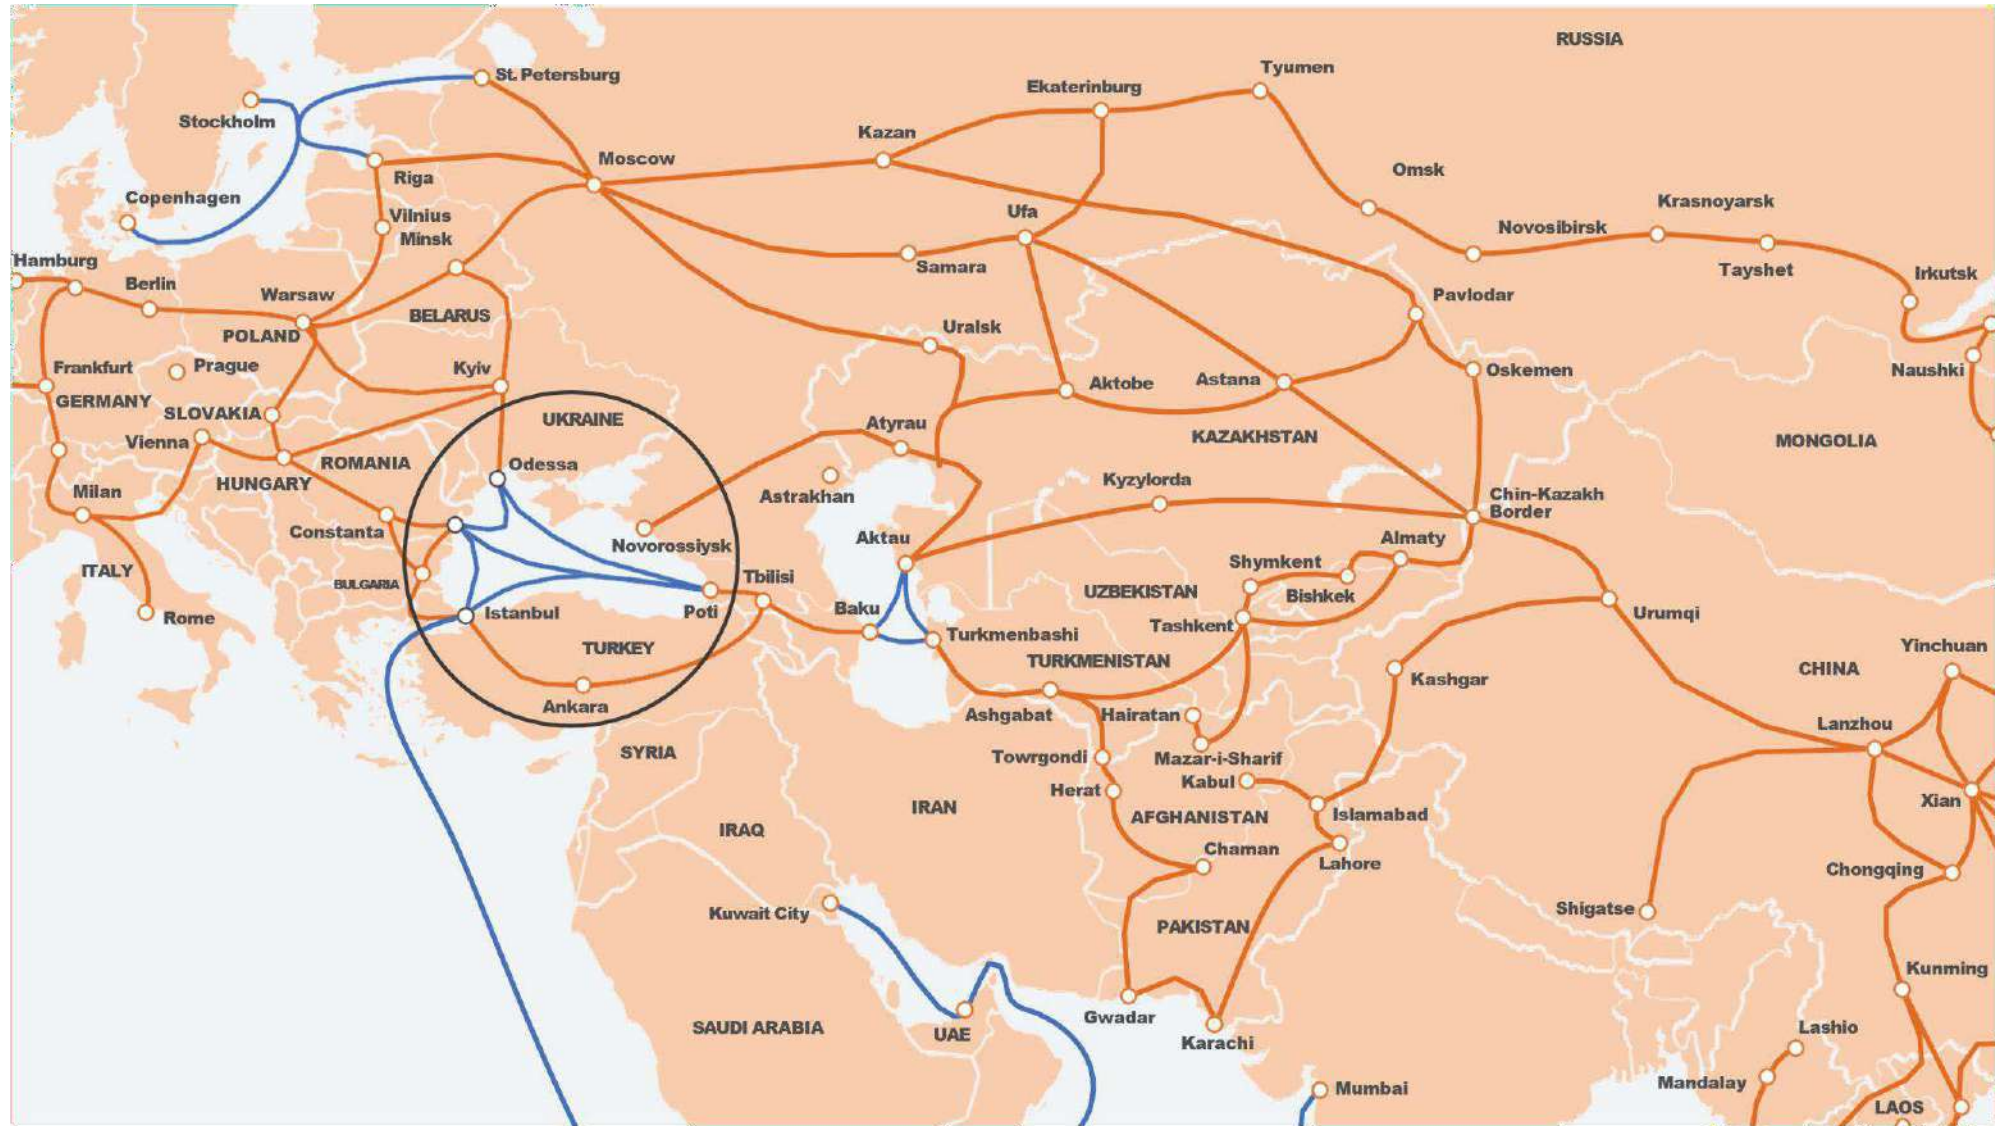 RUSSIA
Tyumen
St. Petersburg
Ekaterinburg
Stockholm
Kazan
Moscow
Omsk
Riga
Copenhagen
Krasnoyarsk
Vilnius
Ufa
Novosibirsk
Minsk
Hamburg
Samara
Tayshet
Irkutsk
Berlin
Warsaw
Pavlodar
BELARUS
POLAND
Uralsk
Frankfurt
Prague
Kyiv
Aktobe
Astana
Oskemen
Naushki
GERMANY
SLOVAKIA
UKRAINE
Atyrau
KAZAKHSTAN
MONGOLIA
Vienna
ROMANIA
Odessa
HUNGARY
Kyzylorda
Milan
Astrakhan
Chin-Kazakh
Border
Constanta
Novorossiysk
Aktau
Almaty
ITALY
BULGARIA
Tbilisi
Shymkent
UZBEKISTAN
Bishkek
Rome
Istanbul
Poti
Baku
Tashkent
Urumqi
Turkmenbashi
TURKEY
TURKMENISTAN
Yinchuan
CHINA
Kashgar
Ankara
Ashgabat
Hairatan
Lanzhou
SYRIA
Towrgondi
Mazar-i-Sharif
Kabul
Herat
Xian
IRAN
AFGHANISTAN
Islamabad
IRAQ
Chaman
Lahore
Chongqing
Kuwait City
Shigatse
PAKISTAN
Kunming
Gwadar
SAUDI ARABIA
UAE
Karachi
Lashio
Mandalay
Mumbai
LAOS